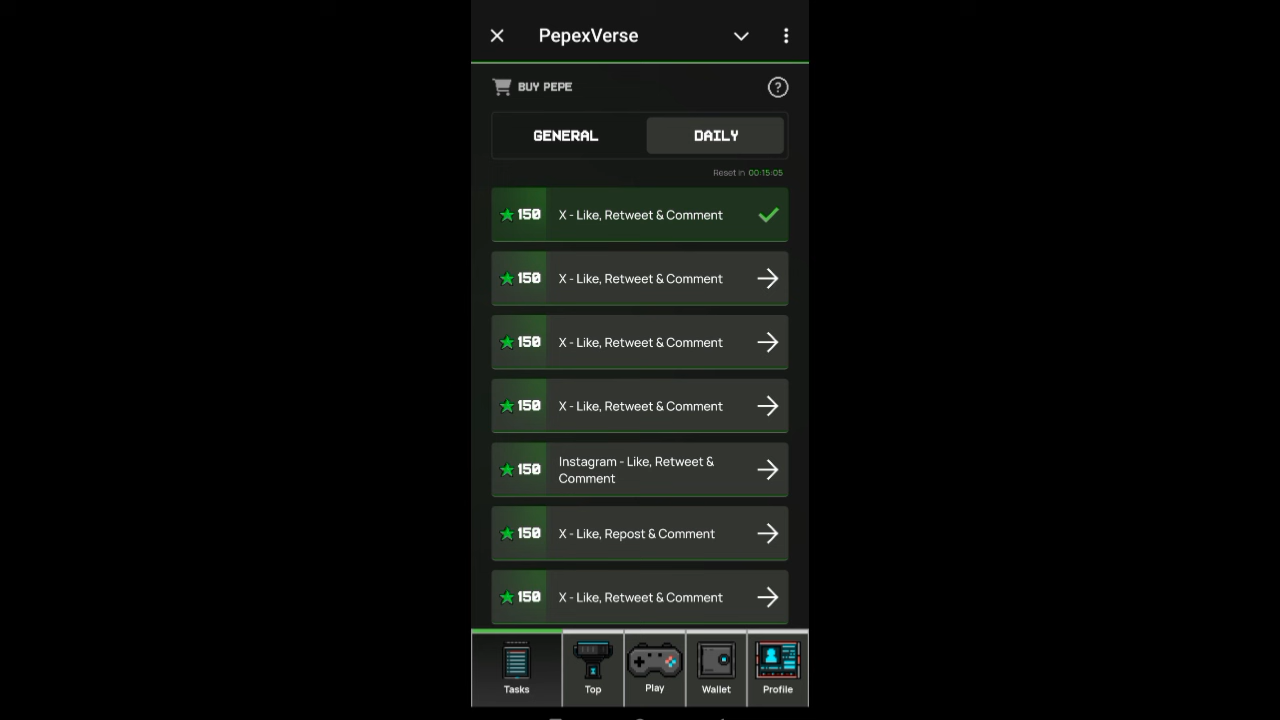 PepexVerse
BUY PEPE
?
GENERAL
DAILY
Reset in 00:15:05
150 X - Like, Retweet & Comment
150 X - Like, Retweet & Comment
150 X - Like, Retweet & Comment
150 X - Like, Retweet & Comment
150 Instagram - Like, Retweet &
Comment
150 X - Like, Repost & Comment
150 X - Like, Retweet & Comment
Tasks
Top
Play
Wallet
Profile